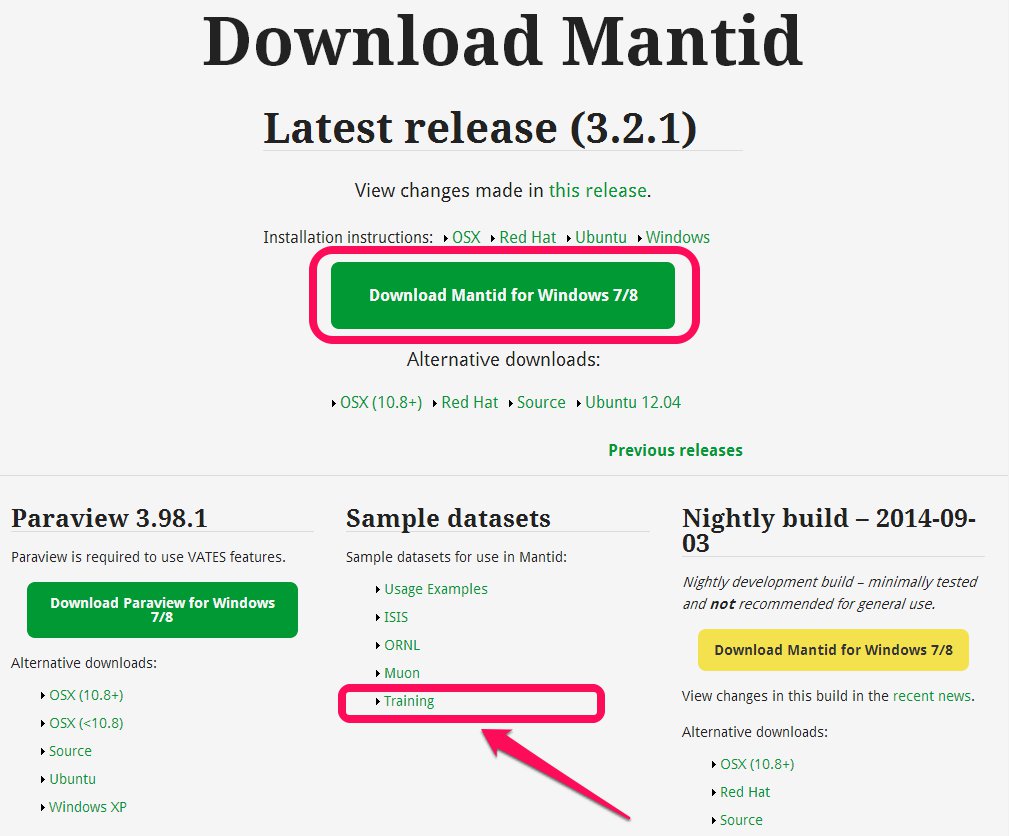 Download Mantid
Latest release (3.2.1)
View changes made in this release.
Installation instructions: OSX Red Hat Ubuntu Windows
Download Mantid for Windows 7/8
Alternative downloads:
OSX (10.8+) Red Hat Source Ubuntu 12.04
Previous releases
Paraview 3.98.1
Paraview is required to use VATES features.
Download Paraview for Windows
7/8
Alternative downloads:
OSX (10.8+)
OSX (<10.8)
Source
Ubuntu
Windows XP
Sample datasets
Sample datasets for use in Mantid:
Usage Examples
ISIS
ORNL
Muon
Training
Nightly build – 2014-09-
03
Nightly development build – minimally tested
and not recommended for general use.
Download Mantid for Windows 7/8
View changes in this build in the recent news.
Alternative downloads:
OSX (10.8+)
Red Hat
Source